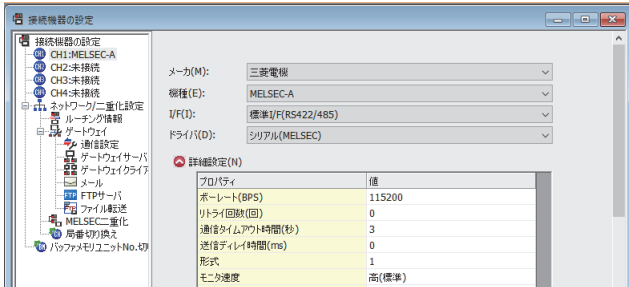 接続機器の設定
接続機器の設定
CH1:MELSEC-A
CH2:未接続
CH3:未接続
CH4:未接続
ネットワーク/二重化設定
ルーチング情報
ゲートウェイ
通信設定
ゲートウェイサーバ
ゲートウェイクライア
メール
FTPサーバ
ファイル転送
MELSEC二重化
局番切り換え
バッファメモリユニットNo.切り
メーカ(M):
三菱電機
機種(E):
MELSEC-A
I/F(I):
標準I/F(RS422/485)
ドライバ(D):
シリアル(MELSEC)
詳細設定(N)
プロパティ 値
ボーレート(BPS) 115200
リトライ回数(回) 0
通信タイムアウト時間(秒) 3
送信ディレイ時間(ms) 0
形式 1
モニタ速度 高(標準)